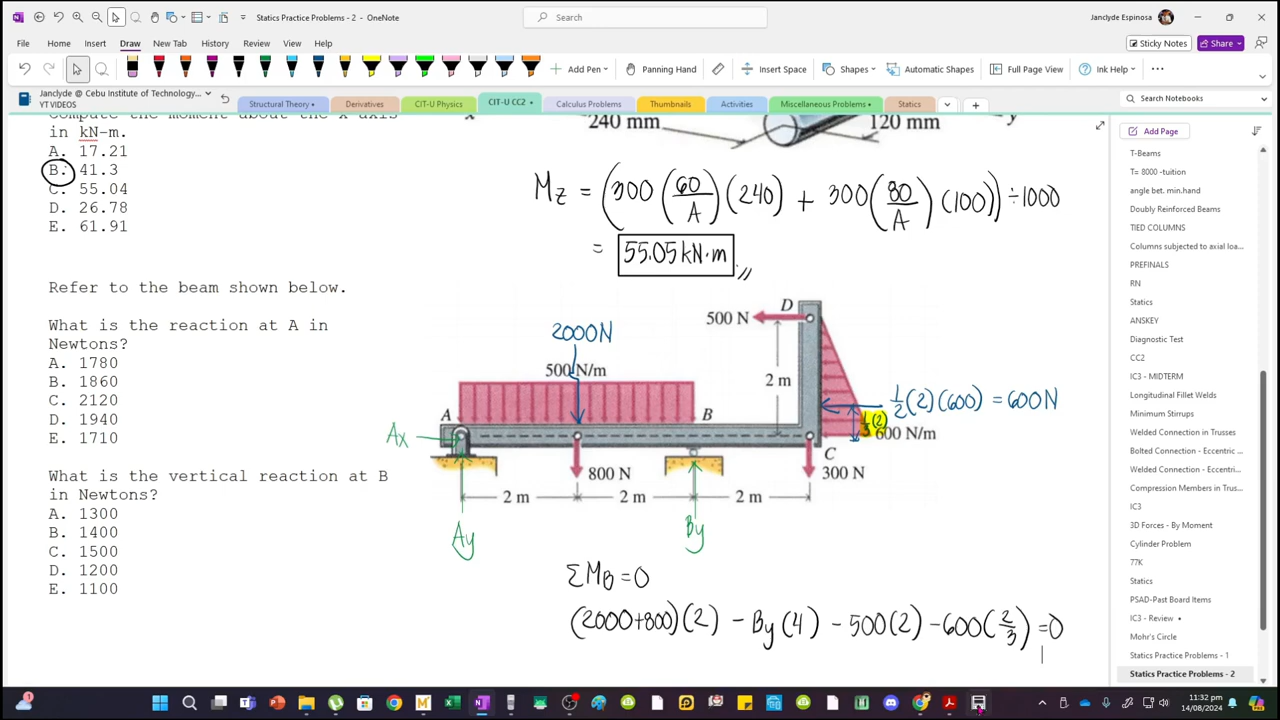 Statics Practice Problems - 2 - OneNote
Search
Janclyde Espinosa
File Home Insert Draw New Tab History Review View Help
Sticky Notes
Share
Add Pen
Panning Hand
Insert Space
Shapes
Automatic Shapes
Full Page View
Ink Help
Janclyde @ Cebu Institute of Technology...
YT VIDEOS
Structural Theory
Derivatives
CIT-U Physics
CIT-U CC2
Calculus Problems
Thumbnails
Activities
Miscellaneous Problems
Statics
Search Notebooks
Compute the moment about the x axis
in kN-m.
A. 17.21
B. 41.3
C. 55.04
D. 26.78
E. 61.91
x
240 mm
120 mm
y
Mz = (300 (60/A) (240) + 300 (80/A) (100)) ÷1000
= 55.05 kN·m
Refer to the beam shown below.
What is the reaction at A in
Newtons?
A. 1780
B. 1860
C. 2120
D. 1940
E. 1710
What is the vertical reaction at B
in Newtons?
A. 1300
B. 1400
C. 1500
D. 1200
E. 1100
D
500 N
2000N
500 N/m
2 m
½(2)(600) = 600N
⅓(2)
600 N/m
A
B
C
Ax
800 N
300 N
2 m
2 m
2 m
Ay
By
ΣMB = 0
(2000+800)(2) - By(4) - 500(2) - 600(2/3) = 0
Add Page
T-Beams
T= 8000 -tuition
angle bet. min.hand
Doubly Reinforced Beams
TIED COLUMNS
Columns subjected to axial loa...
PREFINALS
RN
Statics
ANSKEY
Diagnostic Test
CC2
IC3 - MIDTERM
Longitudinal Fillet Welds
Minimum Stirrups
Welded Connection in Trusses
Bolted Connection - Eccentric ...
Welded Connection - Eccentri...
Compression Members in Trus...
IC3
3D Forces - By Moment
Cylinder Problem
77K
Statics
PSAD-Past Board Items
IC3 - Review
Mohr's Circle
Statics Practice Problems - 1
Statics Practice Problems - 2
11:32 pm
14/08/2024